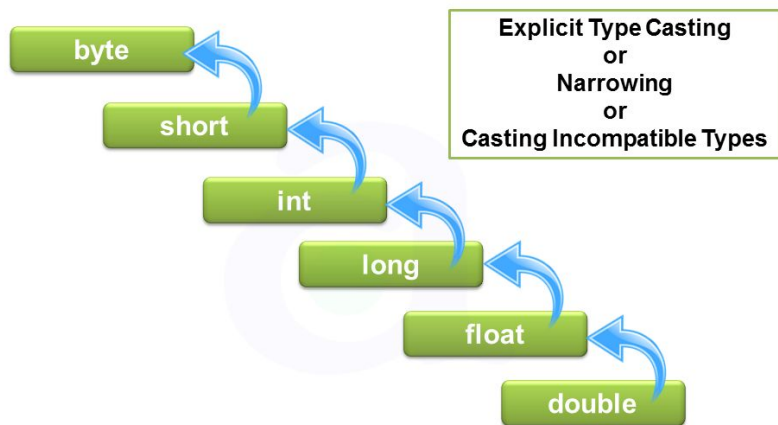 Explicit Type Casting
or
Narrowing
or
Casting Incompatible Types
byte
short
int
long
float
double